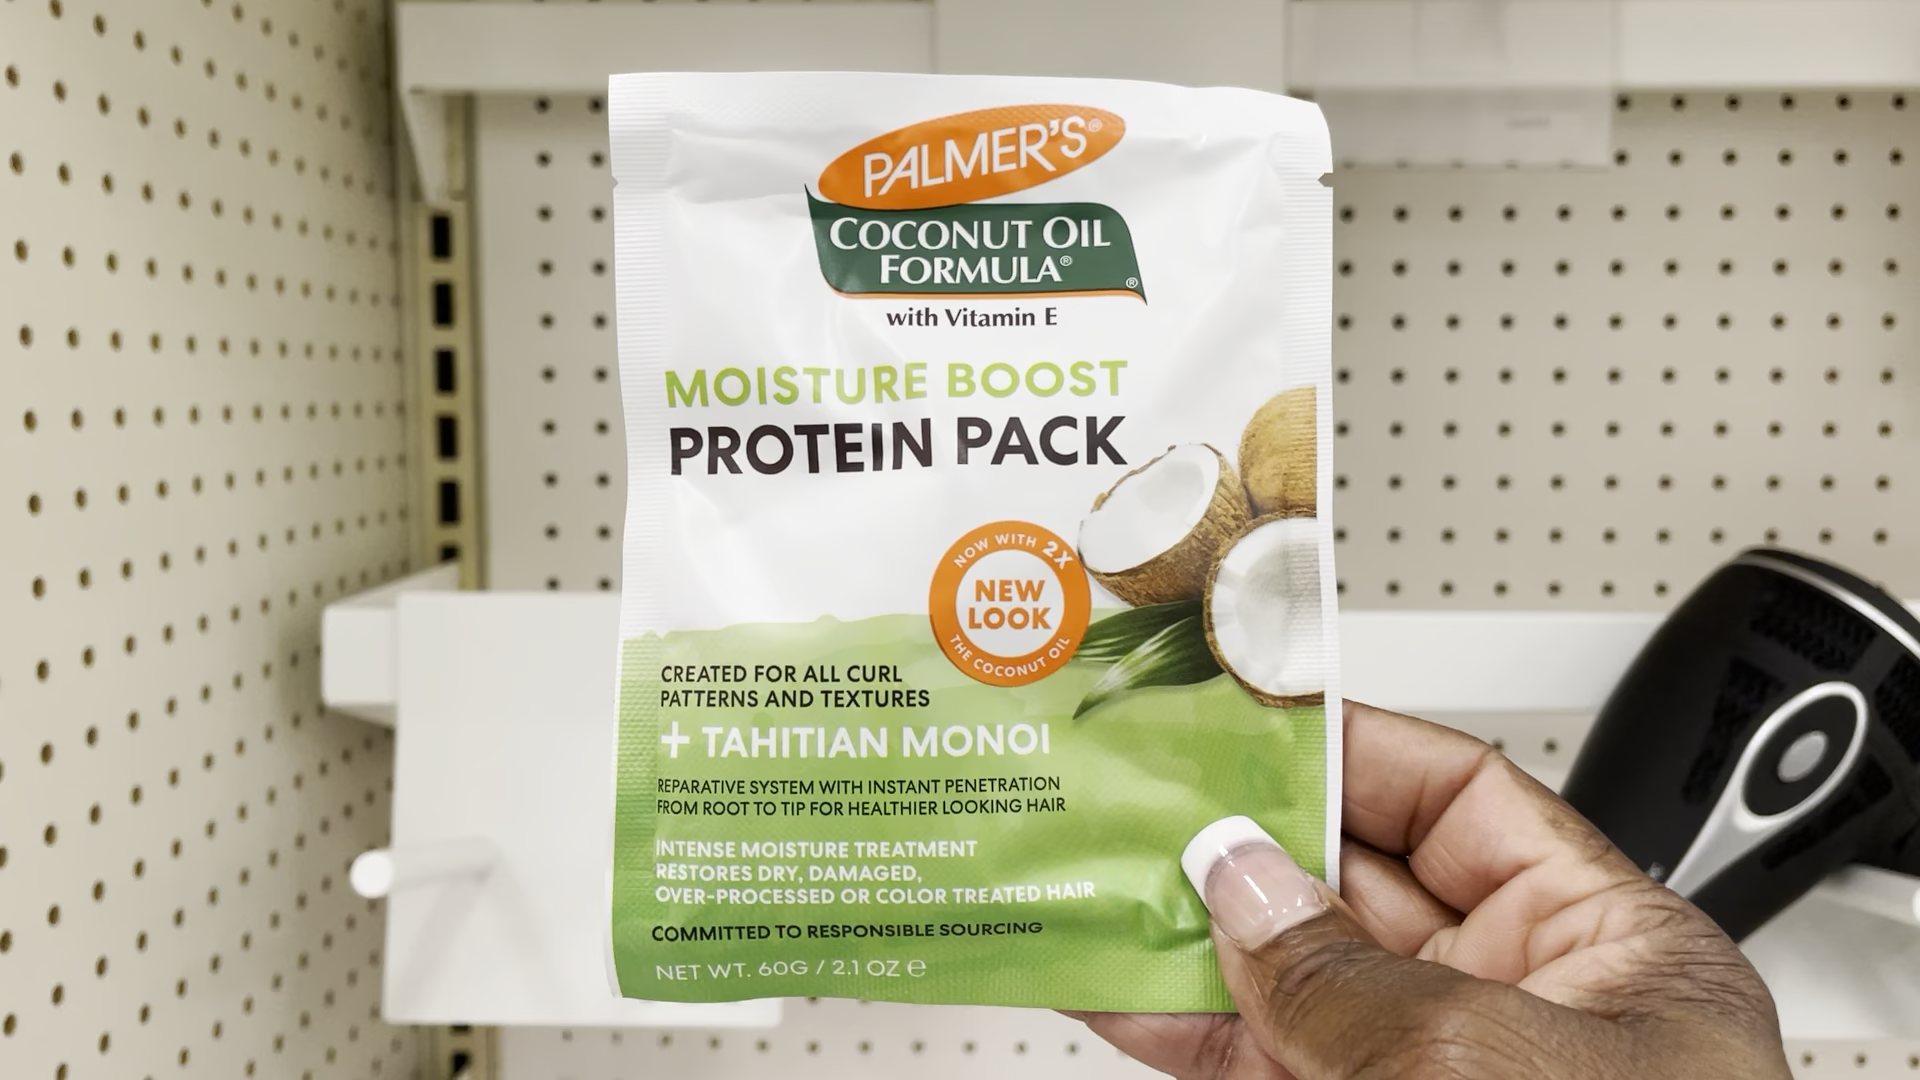 PALMER'S®
COCONUT OIL
FORMULA®
®
with Vitamin E
MOISTURE BOOST
PROTEIN PACK
NOW WITH 2X
NEW
LOOK
THE COCONUT OIL
CREATED FOR ALL CURL
PATTERNS AND TEXTURES
+ TAHITIAN MONOI
REPARATIVE SYSTEM WITH INSTANT PENETRATION
FROM ROOT TO TIP FOR HEALTHIER LOOKING HAIR
INTENSE MOISTURE TREATMENT
RESTORES DRY, DAMAGED,
OVER-PROCESSED OR COLOR TREATED HAIR
COMMITTED TO RESPONSIBLE SOURCING
NET WT. 60G / 2.1 OZ ℮